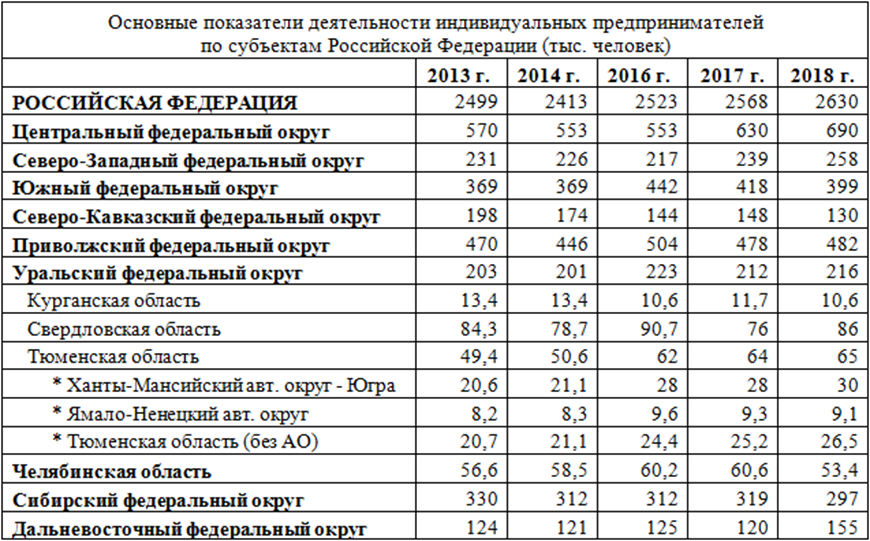 Основные показатели деятельности индивидуальных предпринимателей
по субъектам Российской Федерации (тыс. человек)
2013 г. 2014 г. 2016 г. 2017 г. 2018 г.
РОССИЙСКАЯ ФЕДЕРАЦИЯ 2499 2413 2523 2568 2630
Центральный федеральный округ 570 553 553 630 690
Северо-Западный федеральный округ 231 226 217 239 258
Южный федеральный округ 369 369 442 418 399
Северо-Кавказский федеральный округ 198 174 144 148 130
Приволжский федеральный округ 470 446 504 478 482
Уральский федеральный округ 203 201 223 212 216
Курганская область 13,4 13,4 10,6 11,7 10,6
Свердловская область 84,3 78,7 90,7 76 86
Тюменская область 49,4 50,6 62 64 65
* Ханты-Мансийский авт. округ - Югра 20,6 21,1 28 28 30
* Ямало-Ненецкий авт. округ 8,2 8,3 9,6 9,3 9,1
* Тюменская область (без АО) 20,7 21,1 24,4 25,2 26,5
Челябинская область 56,6 58,5 60,2 60,6 53,4
Сибирский федеральный округ 330 312 312 319 297
Дальневосточный федеральный округ 124 121 125 120 155